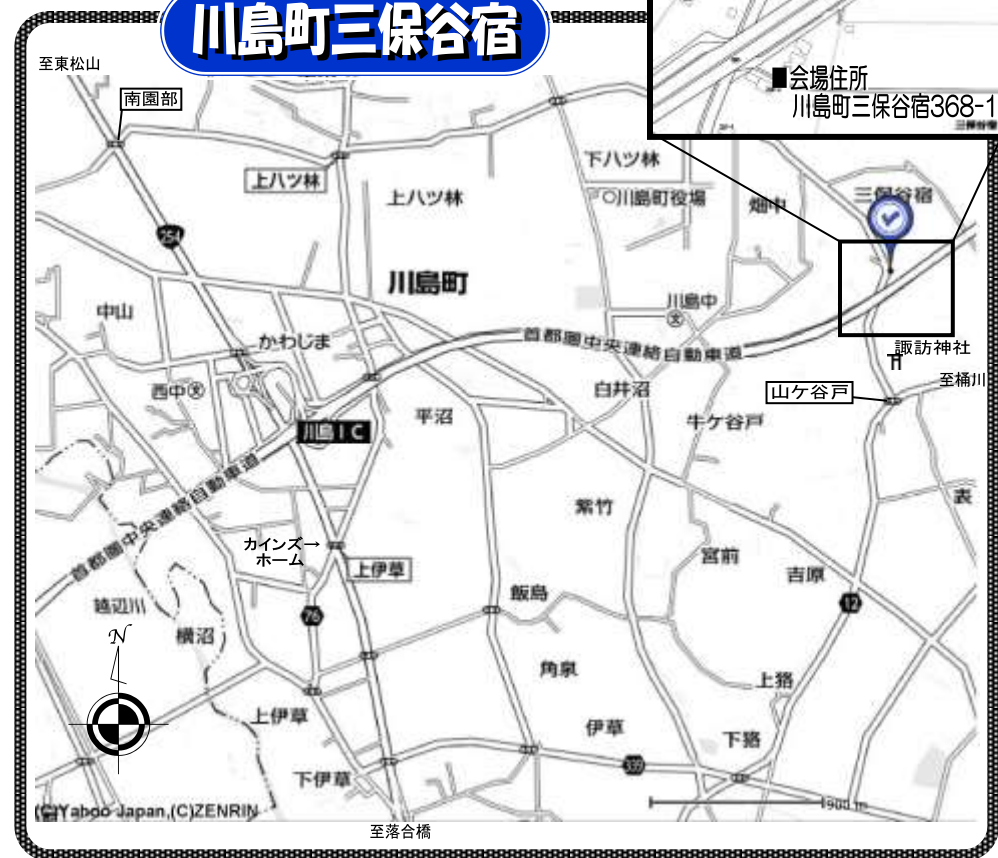 川島町三保谷宿
至東松山
■会場住所
川島町三保谷宿368-1
三保谷宿
南園部
下八ツ林
上八ツ林
上八ツ林
川島町役場
畑中
三保谷宿
254
川島町
中山
川島中
文
かわじま
首都圏中央連絡自動車道
諏訪神社
西中文
白井沼
山ケ谷戸
至桶川
平沼
牛ケ谷戸
川島IC
首都圏中央連絡自動車道
紫竹
表
カインズ→
ホーム
上伊草
宮前
吉原
飯島
越辺川
76
12
N
横沼
角泉
上狢
上伊草
伊草
下狢
下伊草
339
900m
(C)Yahoo Japan,(C)ZENRIN
至落合橋